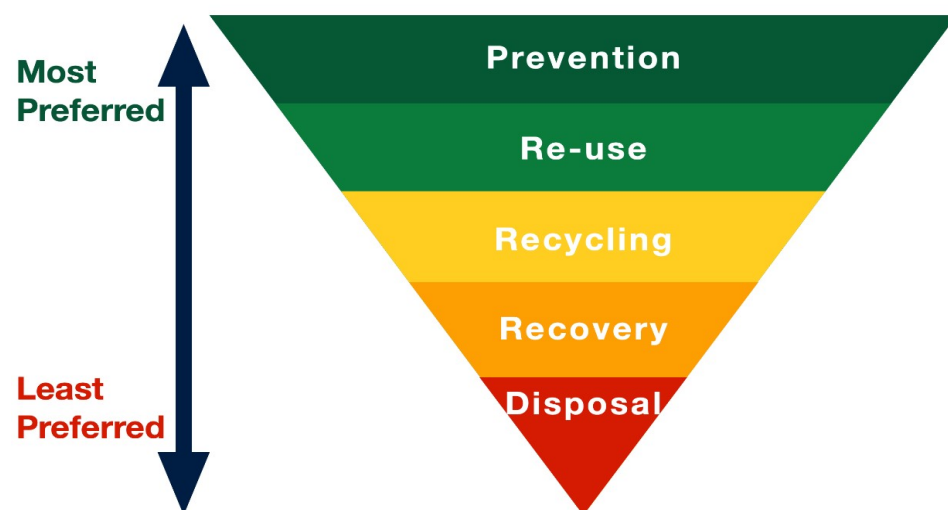 Most
Preferred
Prevention
Re-use
Recycling
Recovery
Least
Preferred
Disposal